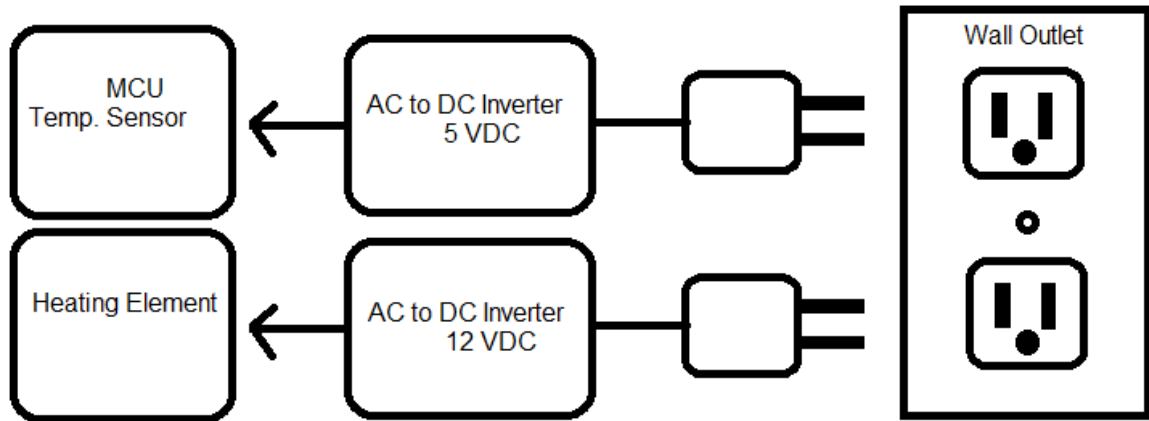 MCU
Temp. Sensor
AC to DC Inverter
5 VDC
Wall Outlet
Heating Element
AC to DC Inverter
12 VDC